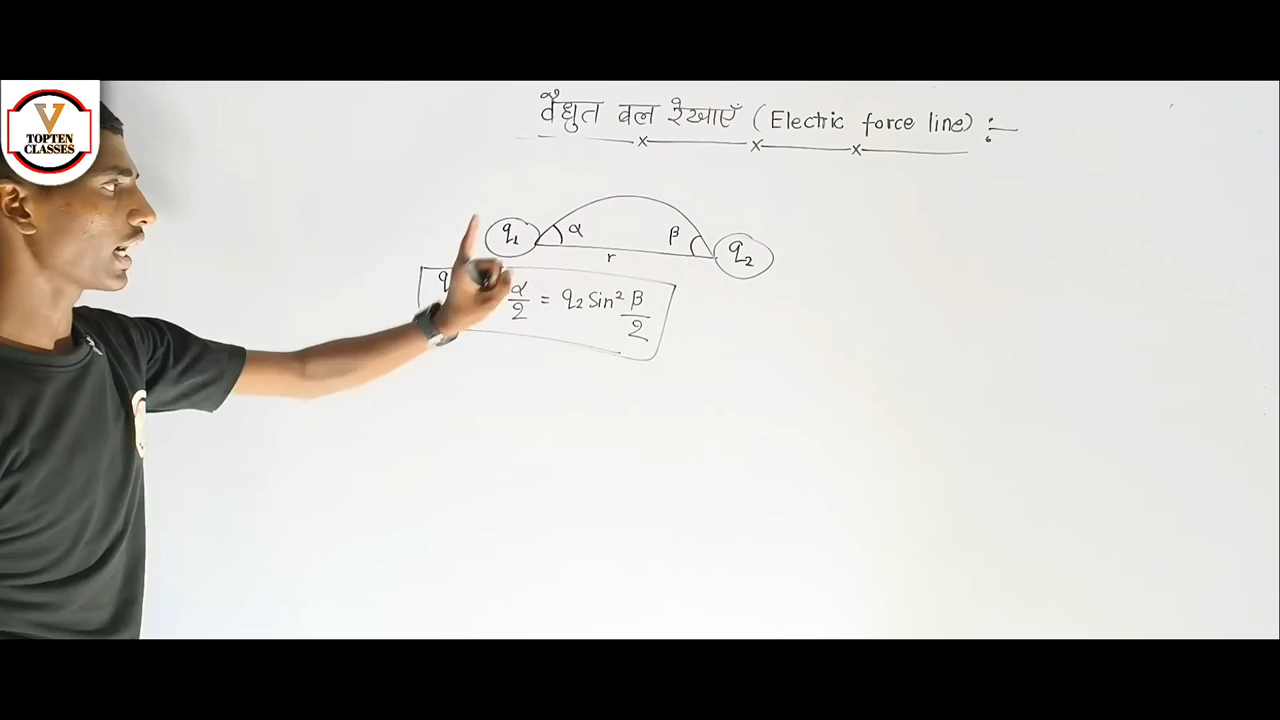 V
TOPTEN
CLASSES
वैधुत बल रेखाएँ (Electric force line) :-
q₁ α β q₂
r
q α/2 = q₂ Sin² β/2